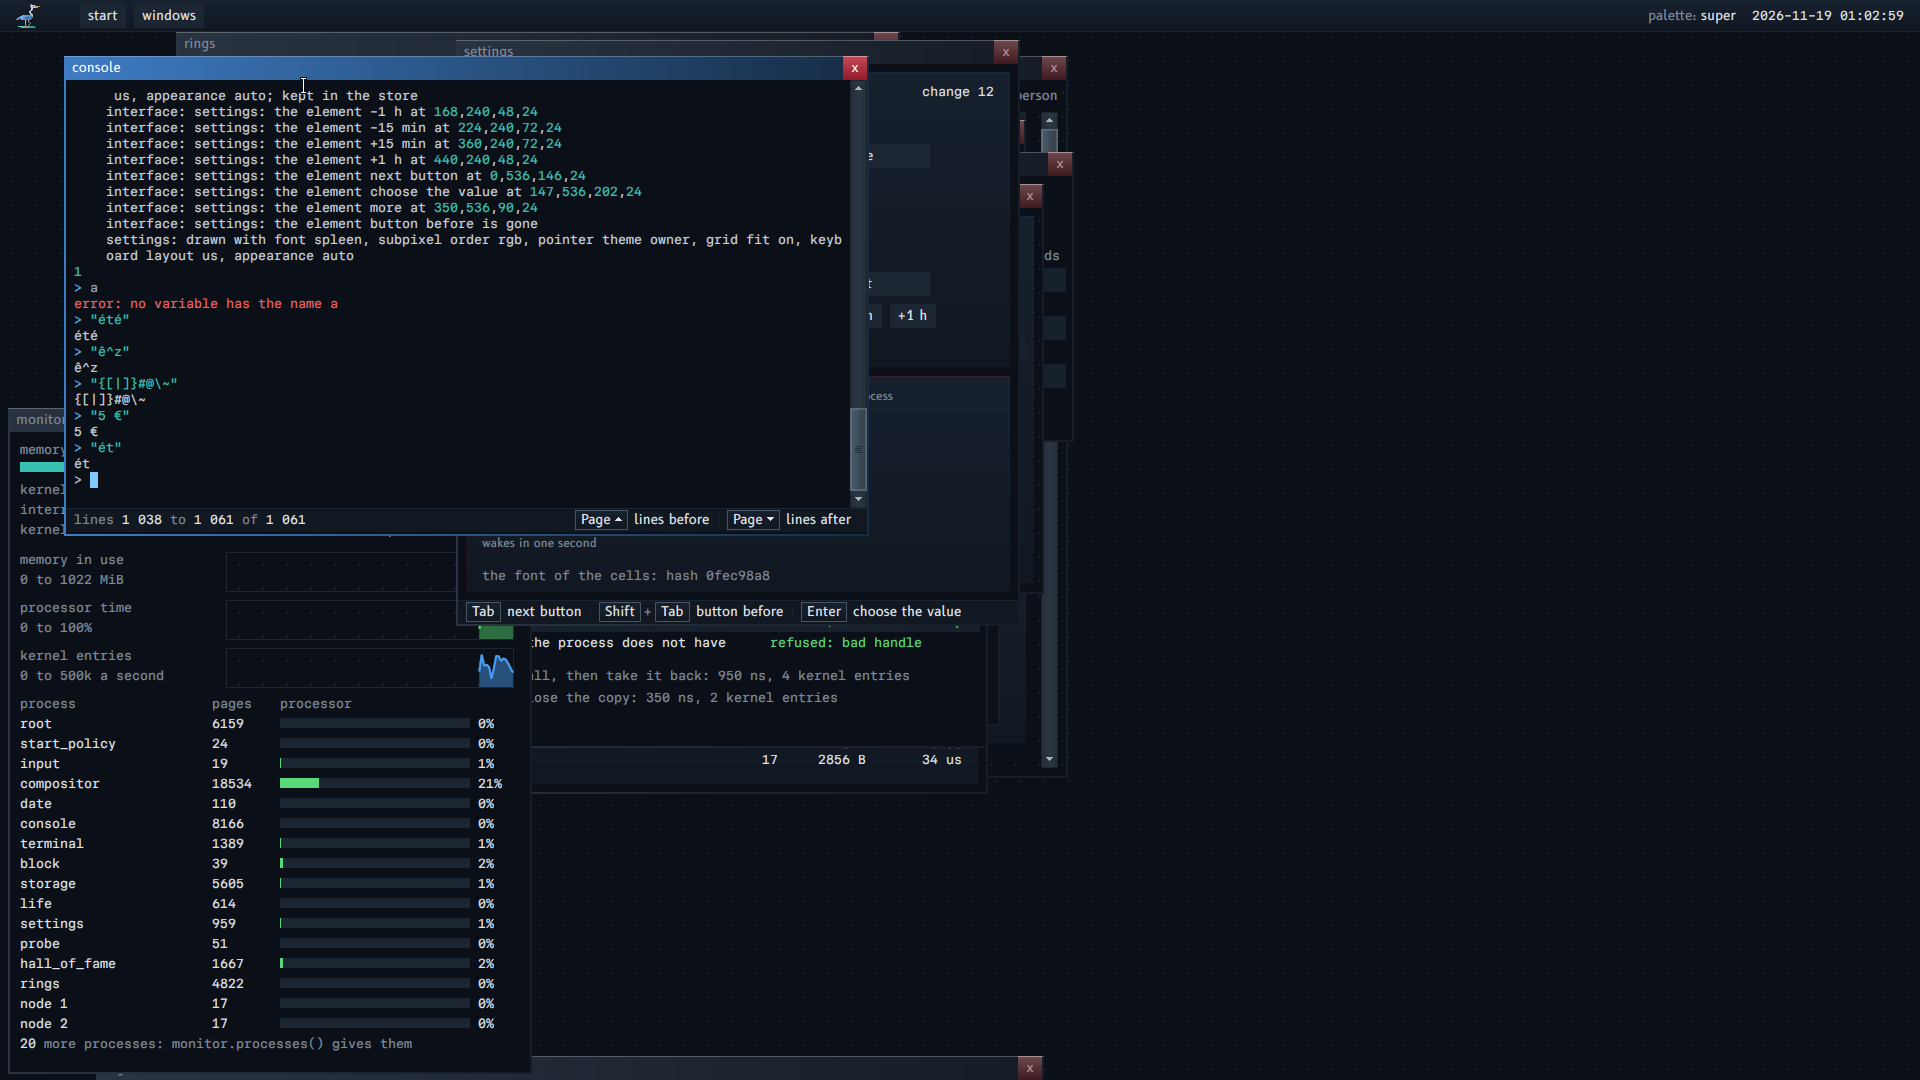 start windows palette: super 2026-11-19 01:02:59
rings
settings x
console x
x
change 12
erson
us, appearance auto; kept in the store
interface: settings: the element -1 h at 168,240,48,24
interface: settings: the element -15 min at 224,240,72,24
interface: settings: the element +15 min at 360,240,72,24
interface: settings: the element +1 h at 440,240,48,24
interface: settings: the element next button at 0,536,146,24
interface: settings: the element choose the value at 147,536,202,24
interface: settings: the element more at 350,536,90,24
interface: settings: the element button before is gone
settings: drawn with font spleen, subpixel order rgb, pointer theme owner, grid fit on, keyb
oard layout us, appearance auto
1
> a
error: no variable has the name a
> "été"
été
> "ê^z"
ê^z
> "{[|]}#@\~"
{[|]}#@\~
> "5 €"
5 €
> "ét"
ét
>
lines 1 038 to 1 061 of 1 061 Page lines before Page lines after
x
x
ds
+1 h
cess
wakes in one second
the font of the cells: hash 0fec98a8
Tab next button Shift + Tab button before Enter choose the value
the process does not have refused: bad handle
all, then take it back: 950 ns, 4 kernel entries
lose the copy: 350 ns, 2 kernel entries
17 2856 B 34 us
monitor
memory
kernel
inter
kernel
memory in use
0 to 1022 MiB
processor time
0 to 100%
kernel entries
0 to 500k a second
process pages processor
root 6159 0%
start_policy 24 0%
input 19 1%
compositor 18534 21%
date 110 0%
console 8166 0%
terminal 1389 1%
block 39 2%
storage 5605 1%
life 614 0%
settings 959 1%
probe 51 0%
hall_of_fame 1667 2%
rings 4822 0%
node 1 17 0%
node 2 17 0%
20 more processes: monitor.processes() gives them
x